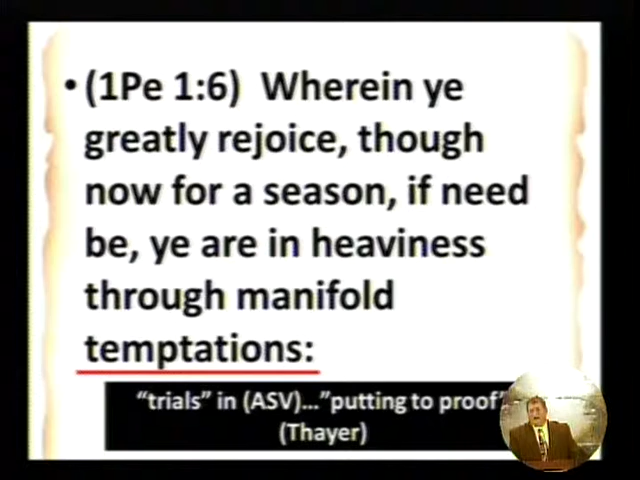 • (1Pe 1:6) Wherein ye
greatly rejoice, though
now for a season, if need
be, ye are in heaviness
through manifold
temptations:
“trials” in (ASV)...”putting to proof”
(Thayer)